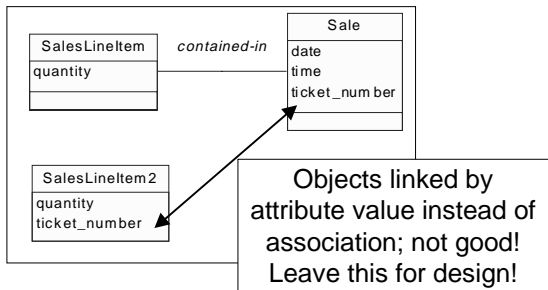 SalesLineItem
quantity
contained-in
Sale
date
time
ticket_number
SalesLineItem2
quantity
ticket_number
Objects linked by
attribute value instead of
association; not good!
Leave this for design!